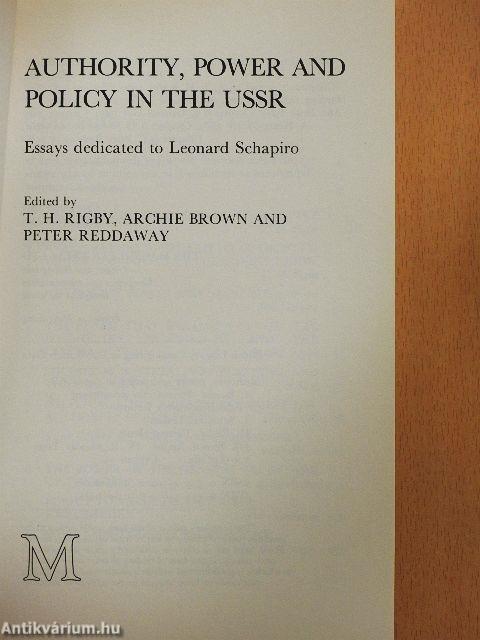 AUTHORITY, POWER AND
POLICY IN THE USSR
Essays dedicated to Leonard Schapiro
Edited by
T. H. RIGBY, ARCHIE BROWN AND
PETER REDDAWAY
M
Antikvárium.hu